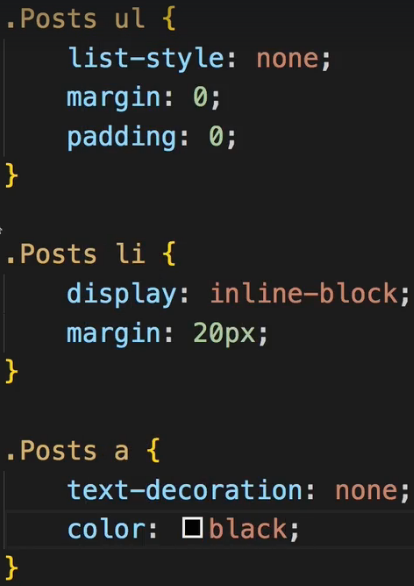 .Posts ul {
    list-style: none;
    margin: 0;
    padding: 0;
}

.Posts li {
    display: inline-block;
    margin: 20px;
}

.Posts a {
    text-decoration: none;
    color: black;
}